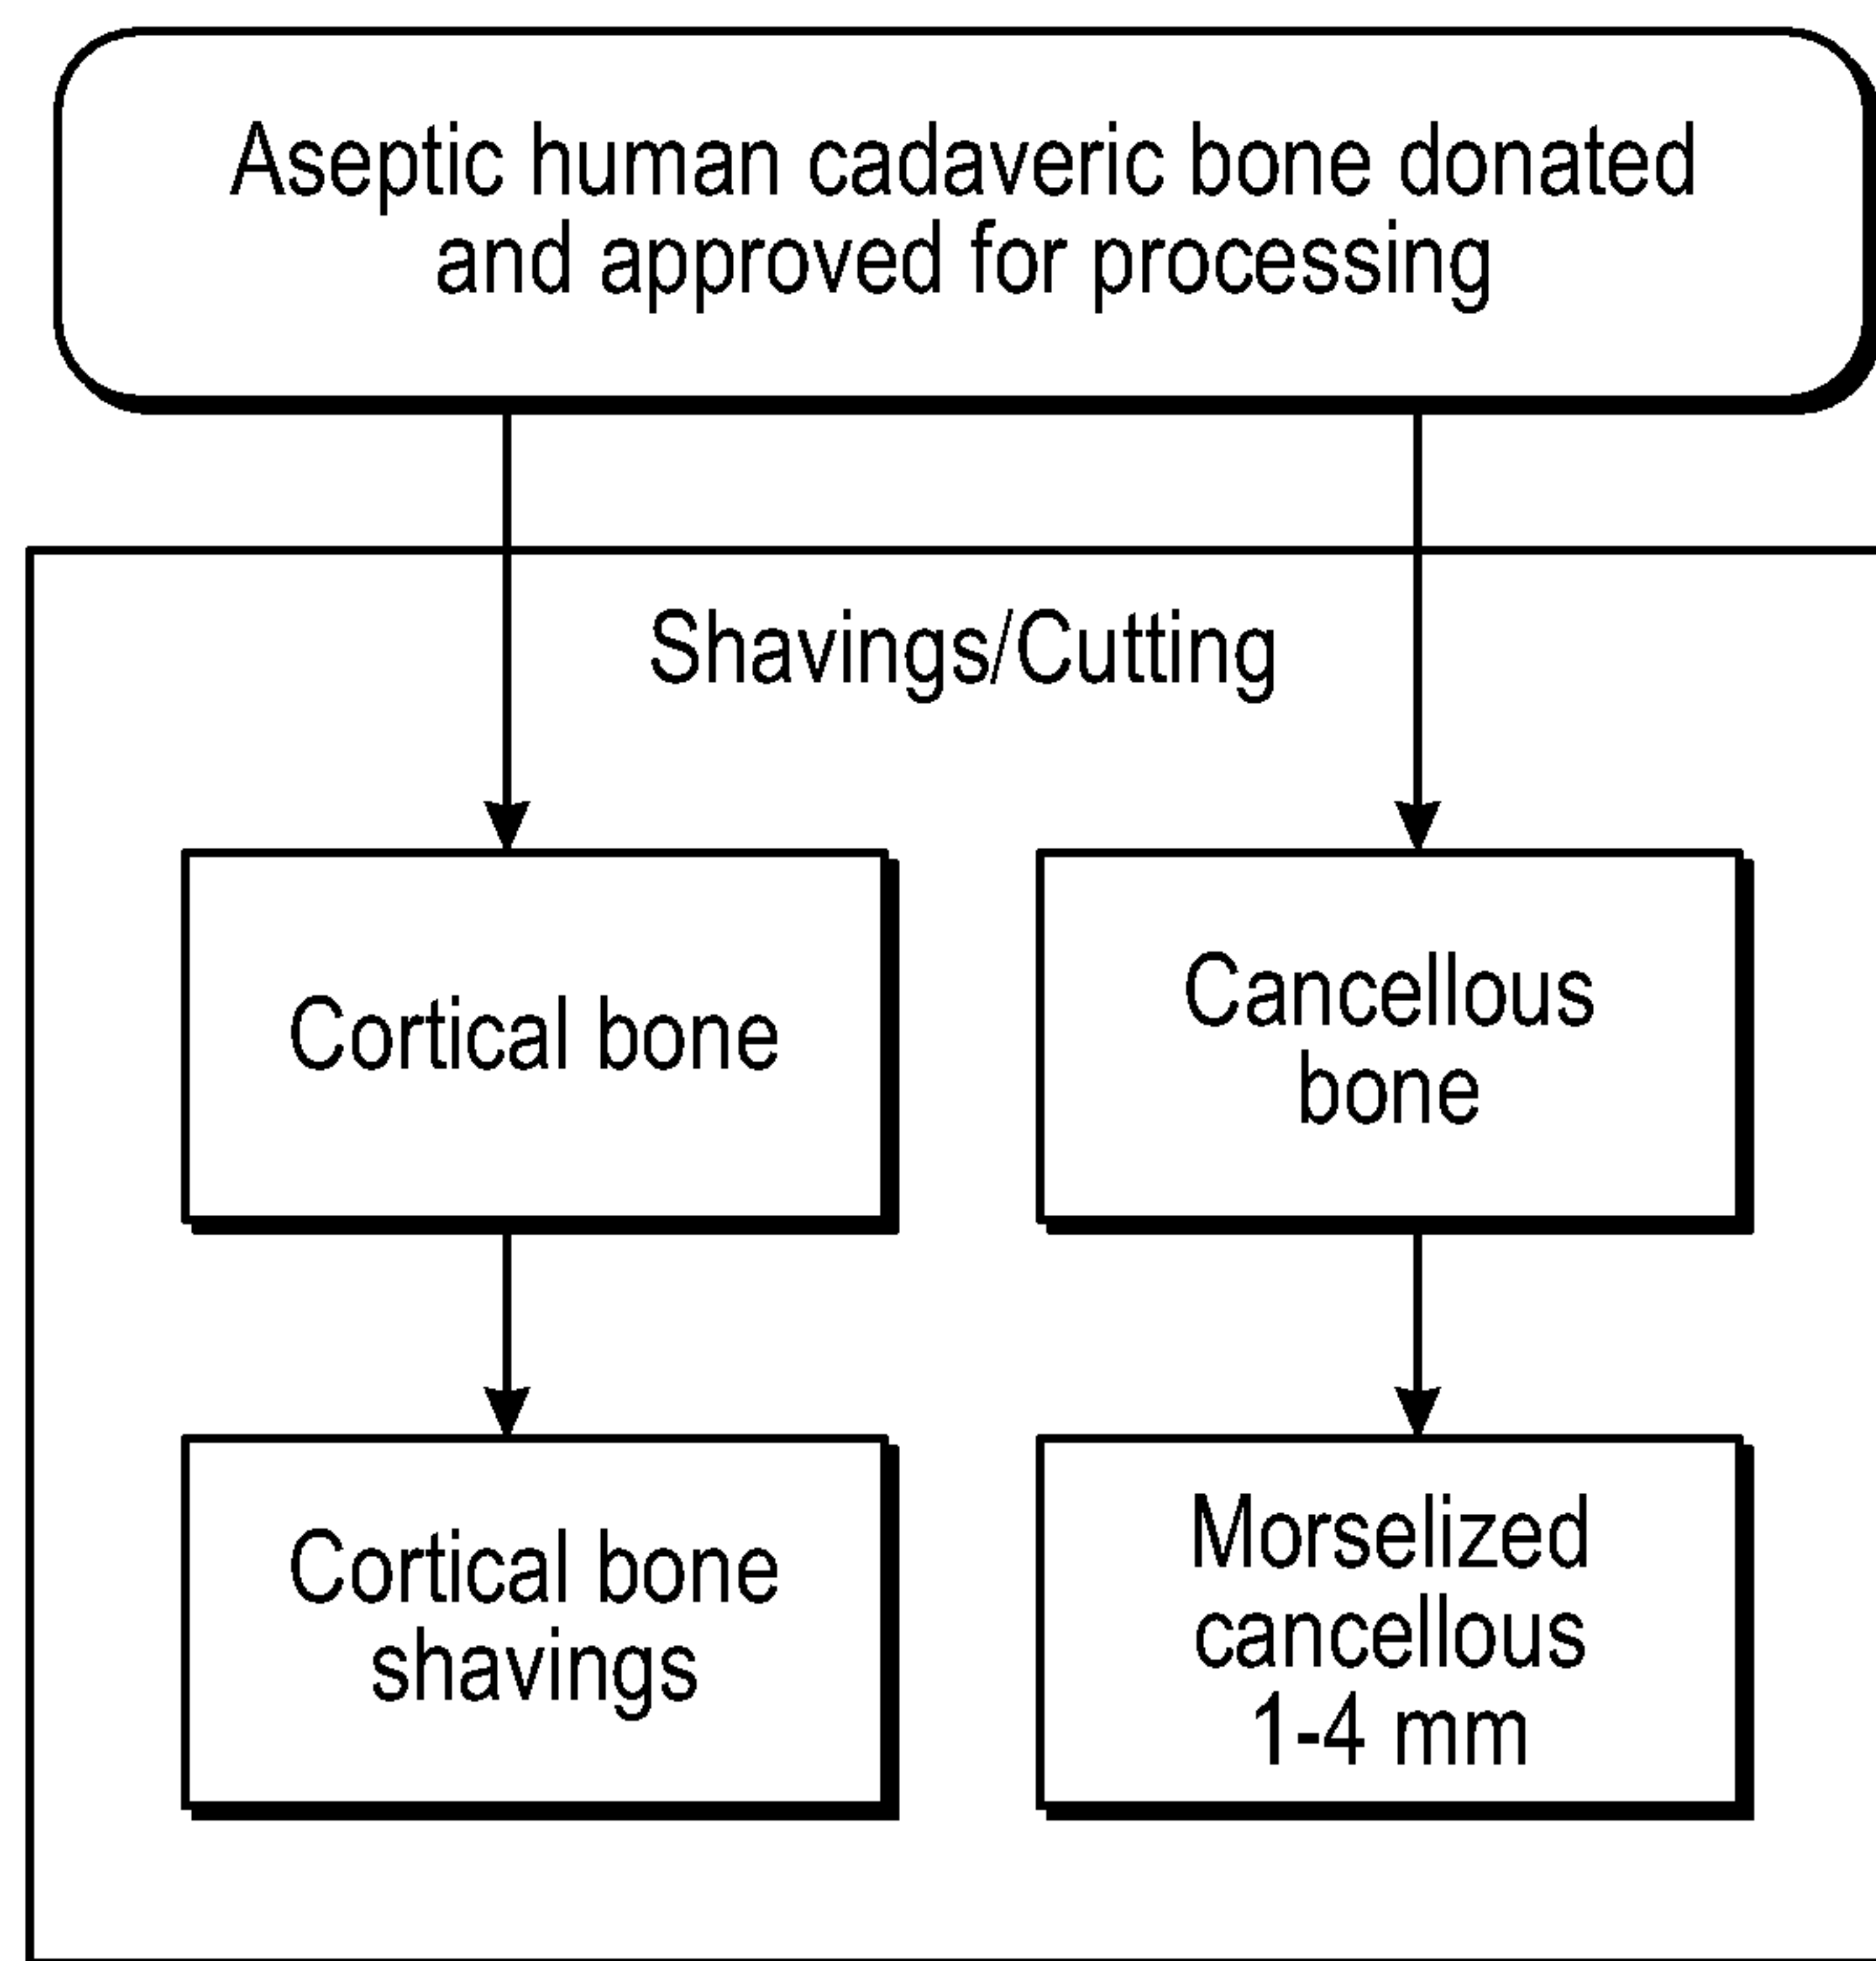 Aseptic human cadaveric bone donated
and approved for processing
Shavings/Cutting
Cortical bone
Cancellous
bone
Cortical bone
shavings
Morselized
cancellous
1-4 mm